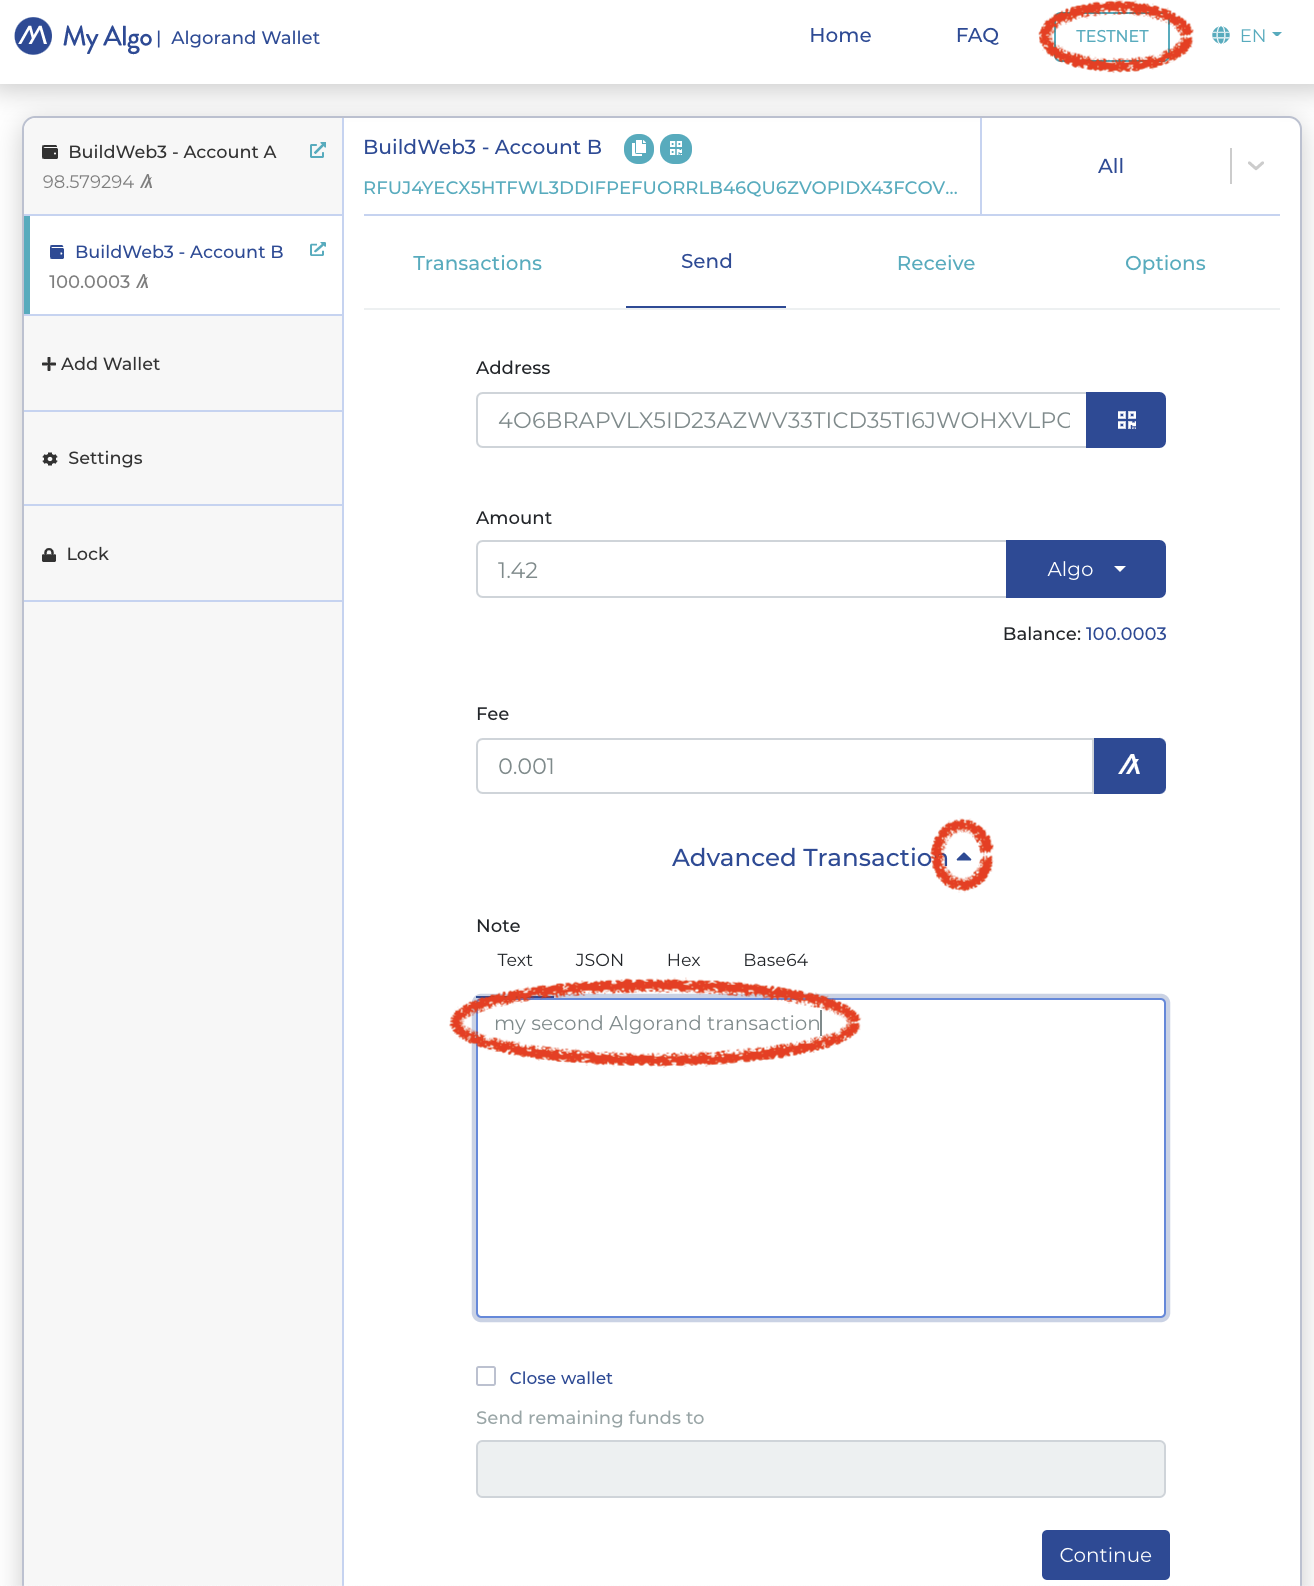 My Algo | Algorand Wallet
Home
FAQ
TESTNET
EN
BuildWeb3 - Account A
98.579294
BuildWeb3 - Account B
100.0003
+ Add Wallet
Settings
Lock
BuildWeb3 - Account B
RFUJ4YECX5HTFWL3DDIFPEFUORRLB46QU6ZVOPIDX43FCOV...
All
Transactions
Send
Receive
Options
Address
4O6BRAPVLX5ID23AZWV33TICD35TI6JWOHXVLPC
Amount
1.42
Algo
Balance: 100.0003
Fee
0.001
Advanced Transaction
Note
Text
JSON
Hex
Base64
my second Algorand transaction
Close wallet
Send remaining funds to
Continue